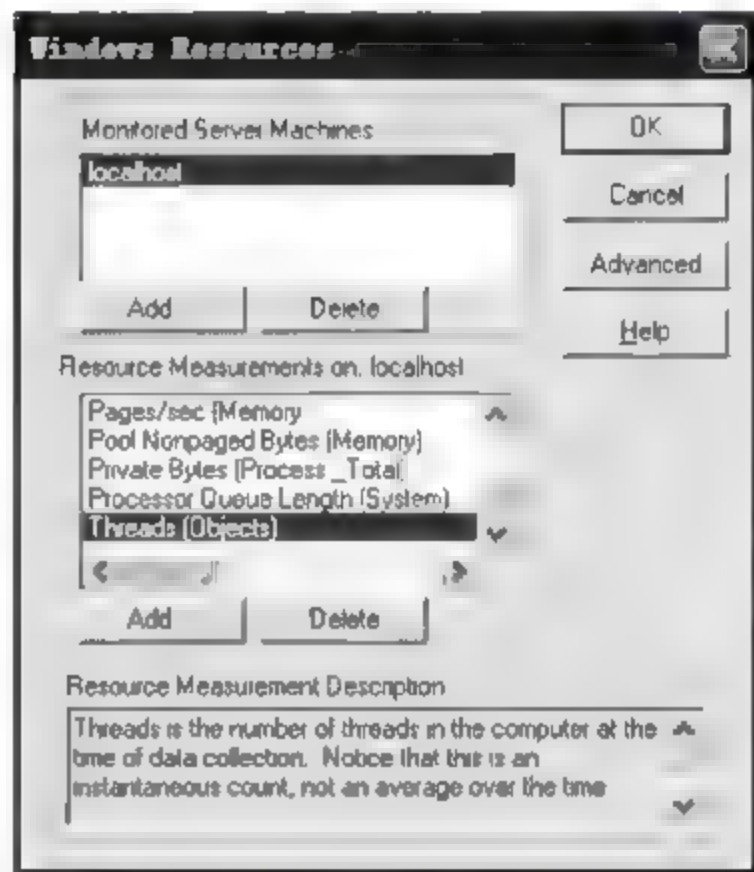 Windows Resources
Monitored Server Machines
localhost
Add
Delete
OK
Cancel
Advanced
Help
Resource Measurements on. localhost
Pages/sec (Memory
Pool Nonpaged Bytes (Memory)
Private Bytes (Process _Total
Processor Queue Length (System)
Threads (Objects)
Add
Delete
Resource Measurement Description
Threads is the number of threads in the computer at the
time of data collection. Notice that this is an
instantaneous count, not an average over the time